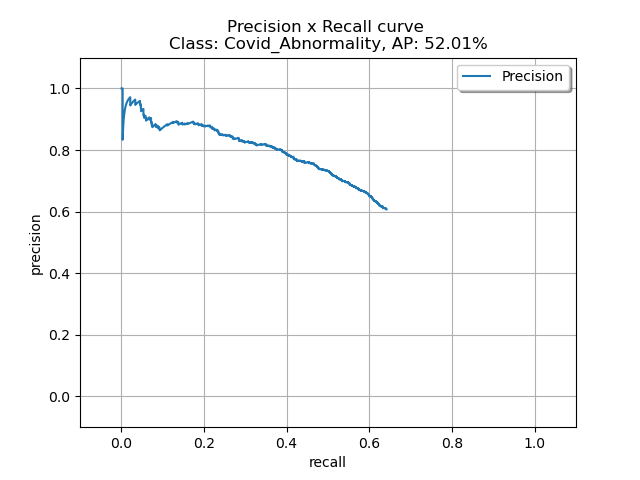 Precision x Recall curve
Class: Covid_Abnormality, AP: 52.01%
Precision
1.0
0.8
0.6
0.4
0.2
0.0
precision
0.0 0.2 0.4 0.6 0.8 1.0
recall